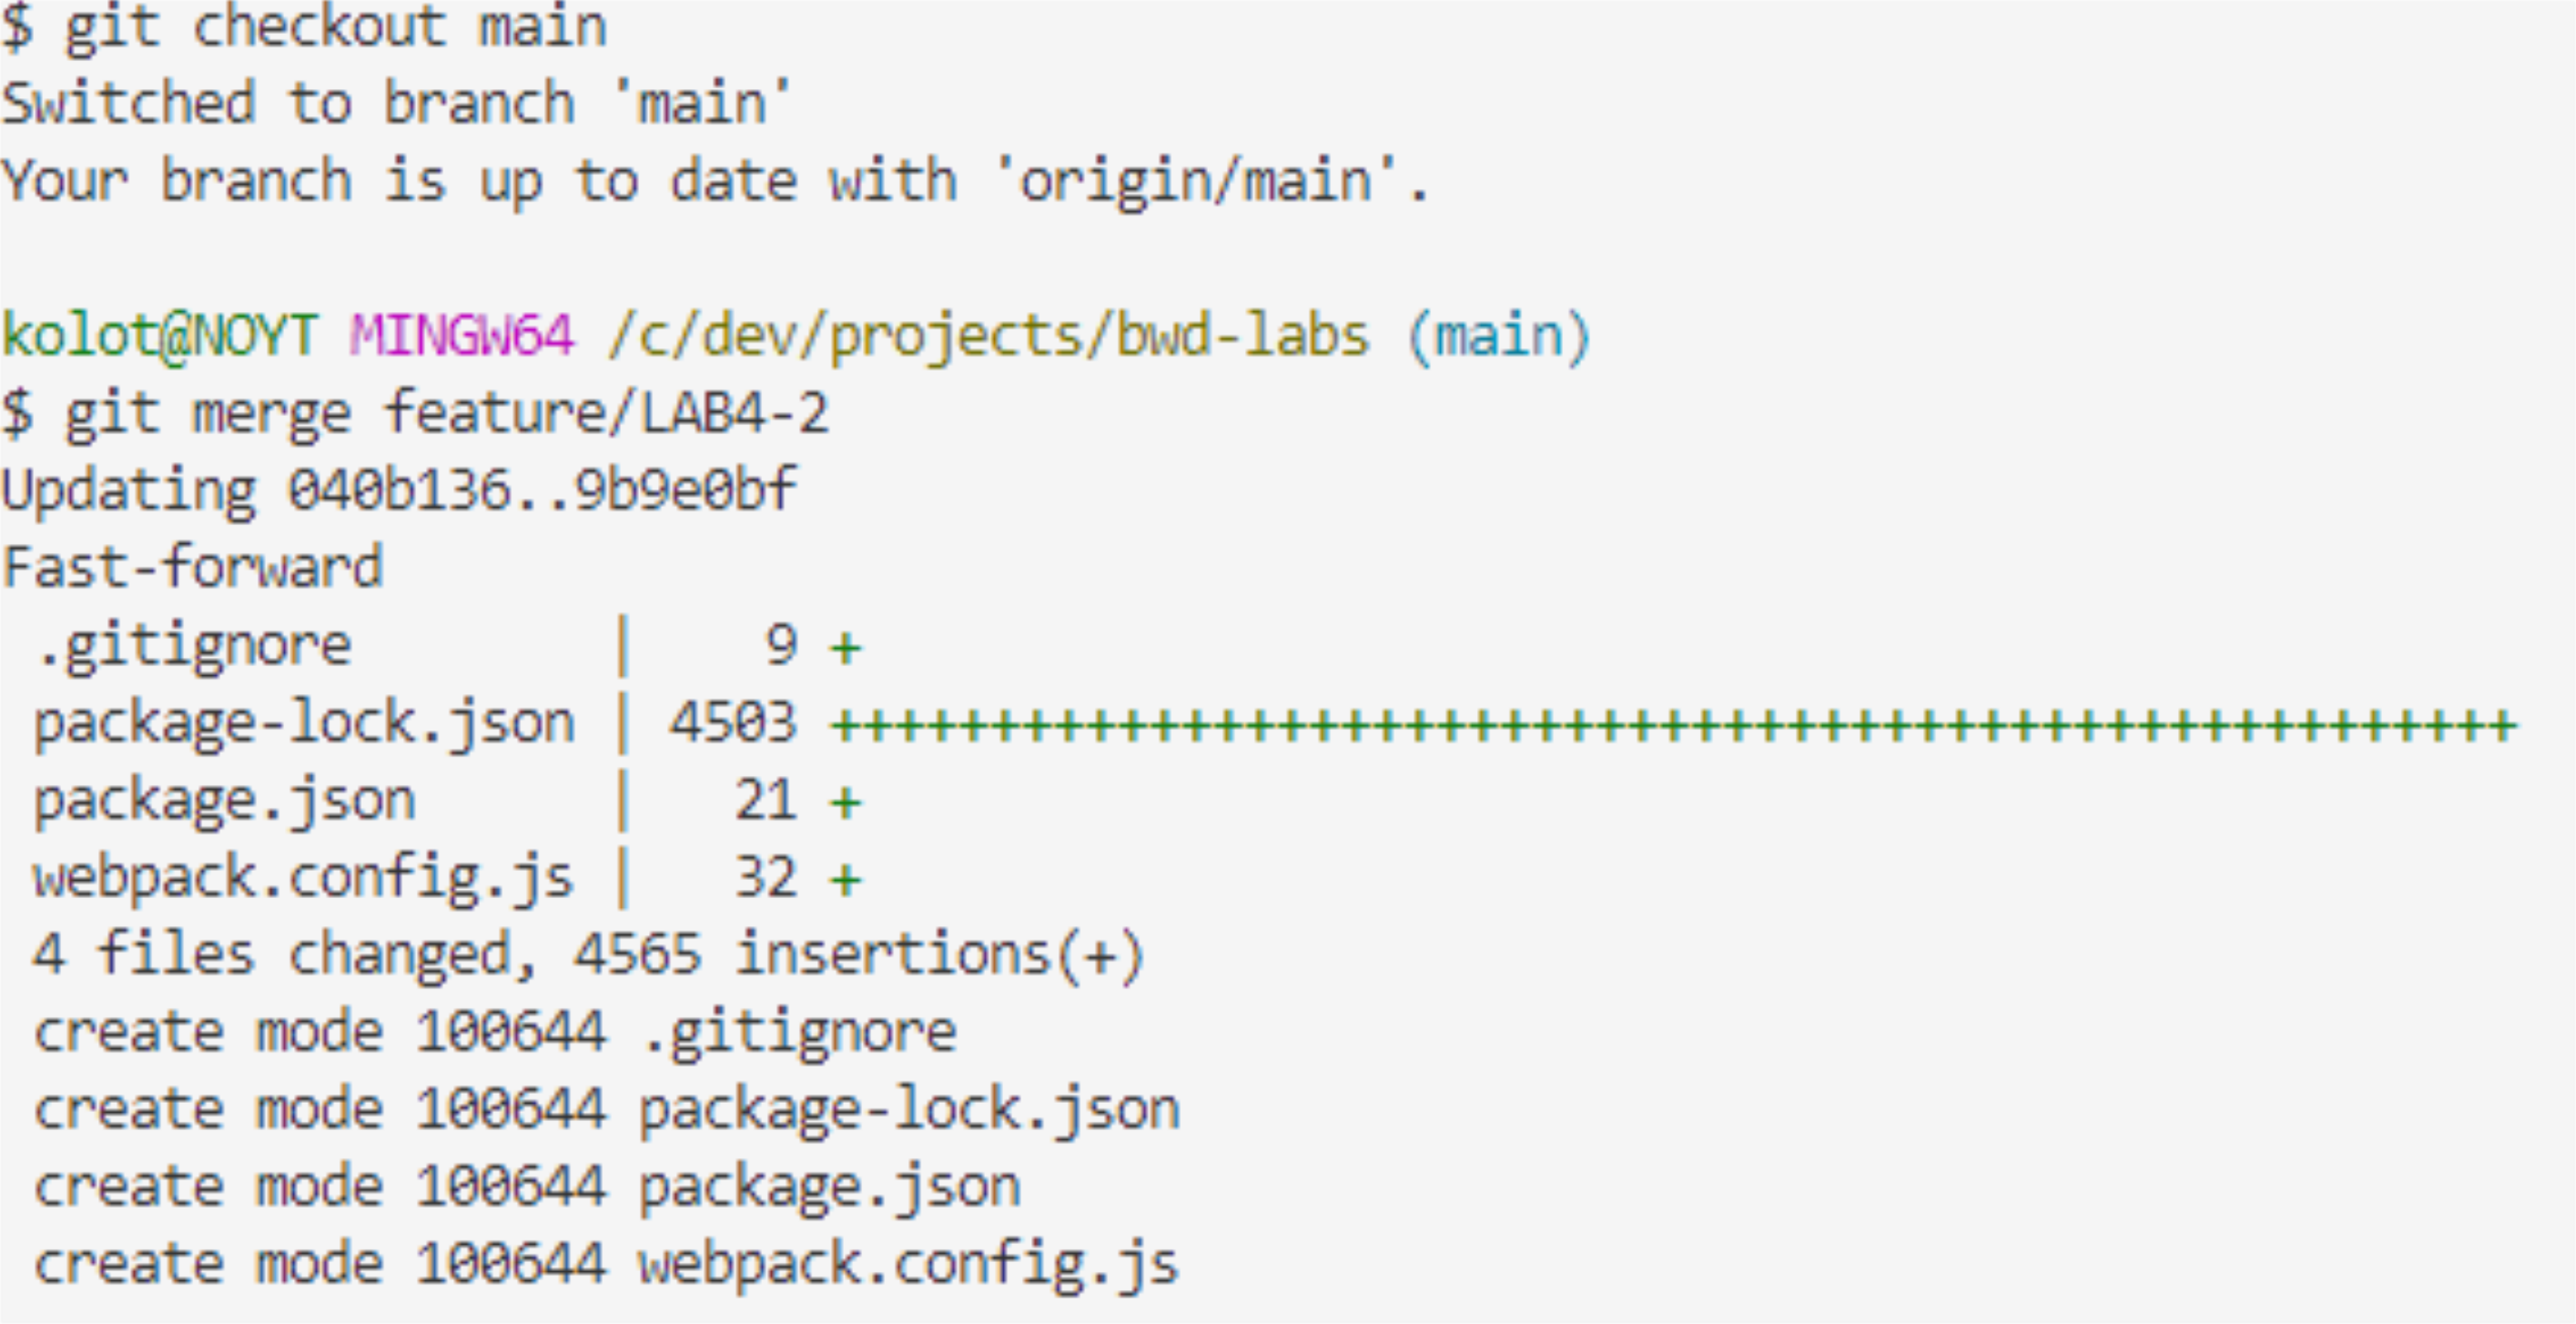 $ git checkout main
Switched to branch 'main'
Your branch is up to date with 'origin/main'.
kolot@NOYT MINGW64 /c/dev/projects/bwd-labs (main)
$ git merge feature/LAB4-2
Updating 040b136..9b9e0bf
Fast-forward
 .gitignore        |    9 +
 package-lock.json | 4503 +++++++++++++++++++++++++++++++++++++++++++++++++++++
 package.json      |   21 +
 webpack.config.js |   32 +
 4 files changed, 4565 insertions(+)
 create mode 100644 .gitignore
 create mode 100644 package-lock.json
 create mode 100644 package.json
 create mode 100644 webpack.config.js